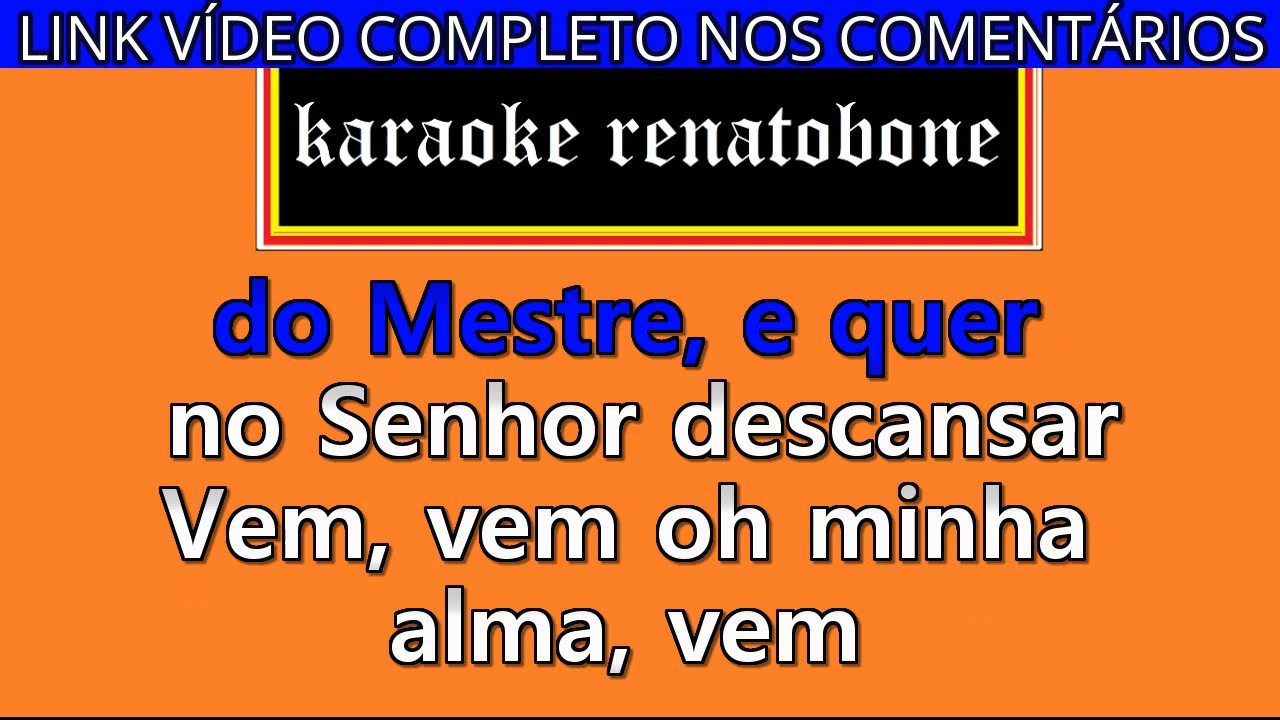 LINK VÍDEO COMPLETO NOS COMENTÁRIOS
karaoke renatobone
do Mestre, e quer
no Senhor descansar
Vem, vem oh minha
alma, vem